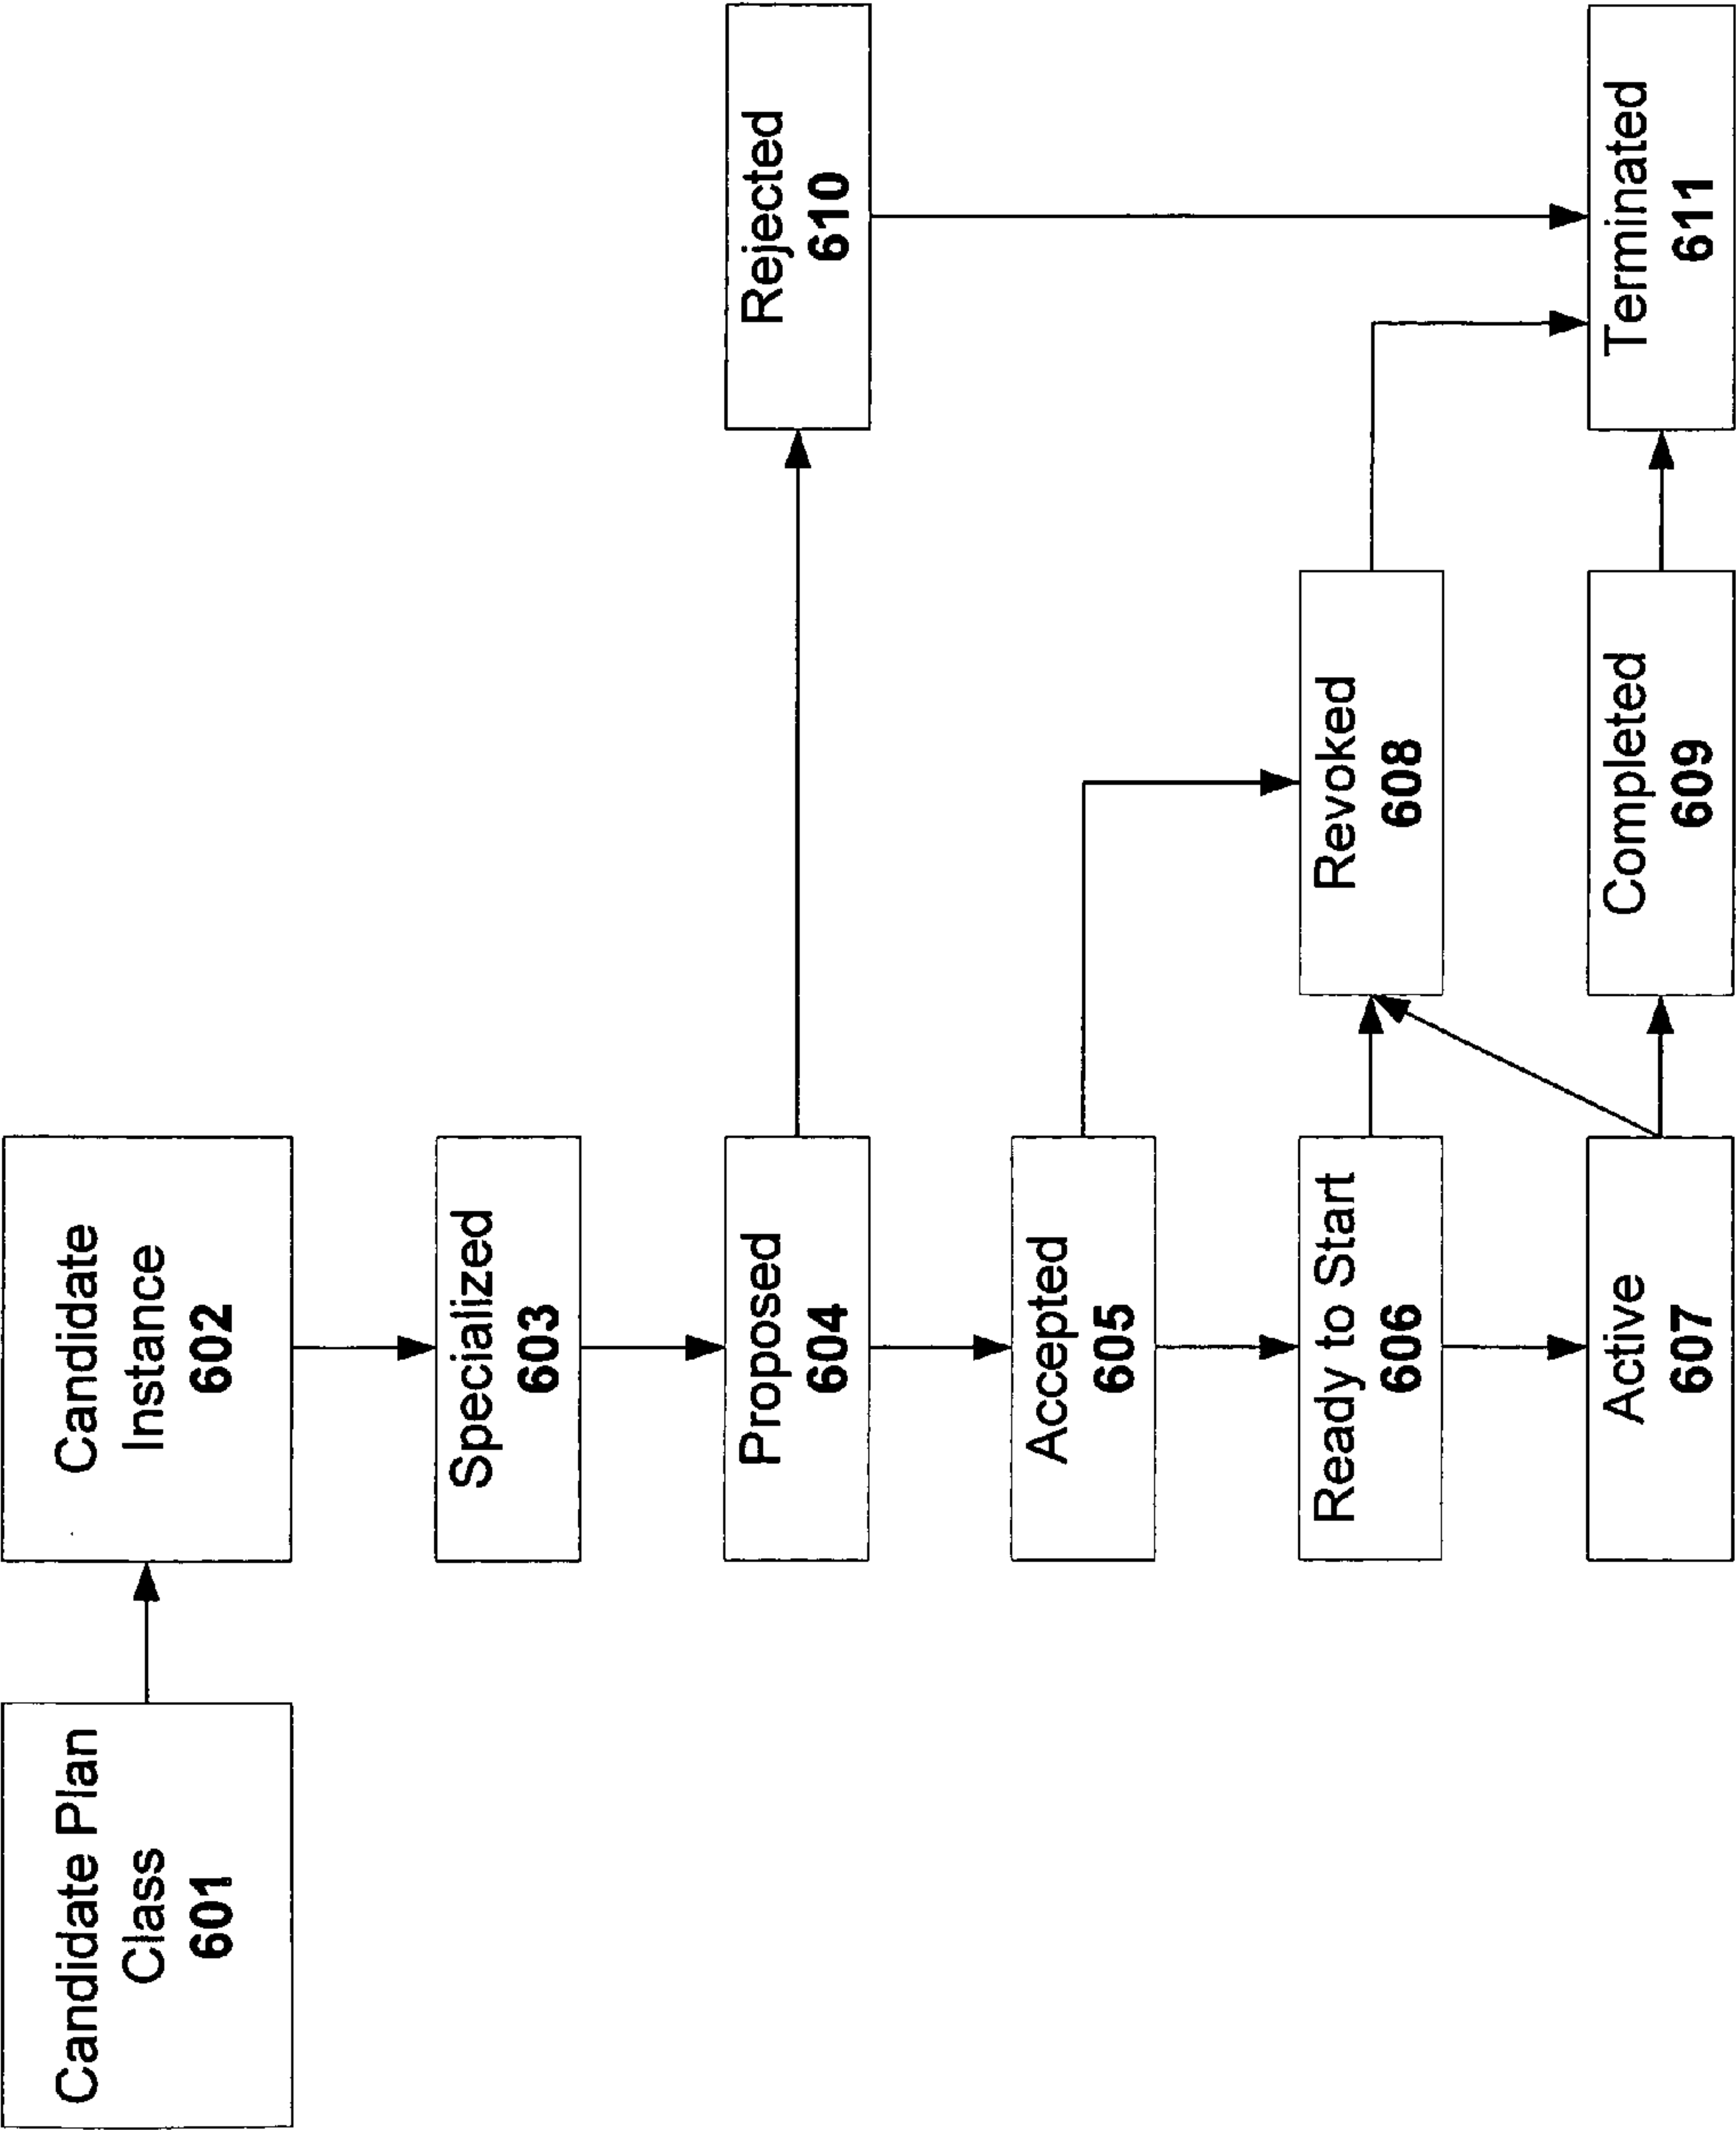 Candidate Plan
Class
601
Candidate
Instance
602
Specialized
603
Proposed
604
Rejected
610
Accepted
605
Ready to Start
606
Revoked
608
Active
607
Completed
609
Terminated
611